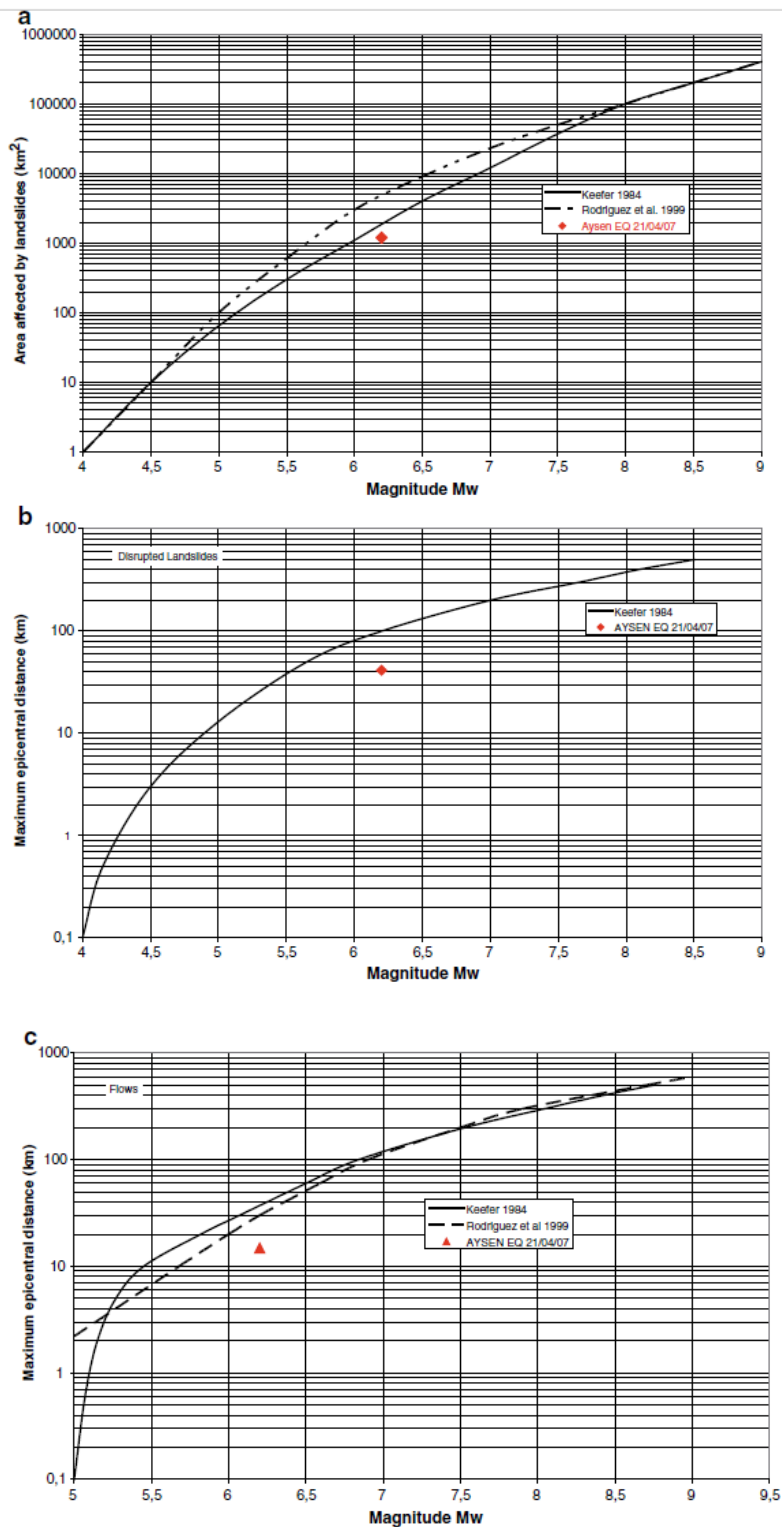 a
1000000
100000
10000
1000
100
10
1
Area affected by landslides (km²)
Keefer 1984
Rodriguez et al. 1999
Aysen EQ 21/04/07
4 4,5 5 5,5 6 6,5 7 7,5 8 8,5 9
Magnitude Mw
b
1000
100
10
1
0,1
Maximum epicentral distance (km)
Disrupted Landslides
Keefer 1984
AYSEN EQ 21/04/07
4 4,5 5 5,5 6 6,5 7 7,5 8 8,5 9
Magnitude Mw
c
1000
100
10
1
0,1
Maximum epicentral distance (km)
Flows
Keefer 1984
Rodriguez et al 1999
AYSEN EQ 21/04/07
5 5,5 6 6,5 7 7,5 8 8,5 9 9,5
Magnitude Mw